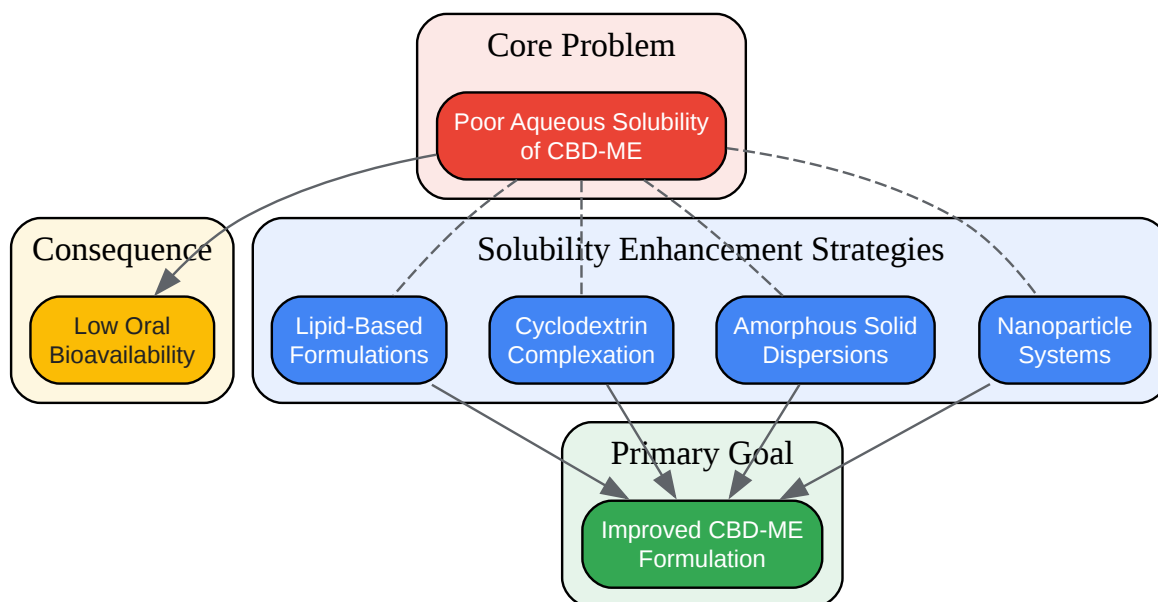 Core Problem
Poor Aqueous Solubility
of CBD-ME
Consequence
Low Oral
Bioavailability
Solubility Enhancement Strategies
Lipid-Based
Formulations
Cyclodextrin
Complexation
Amorphous Solid
Dispersions
Nanoparticle
Systems
Primary Goal
Improved CBD-ME
Formulation